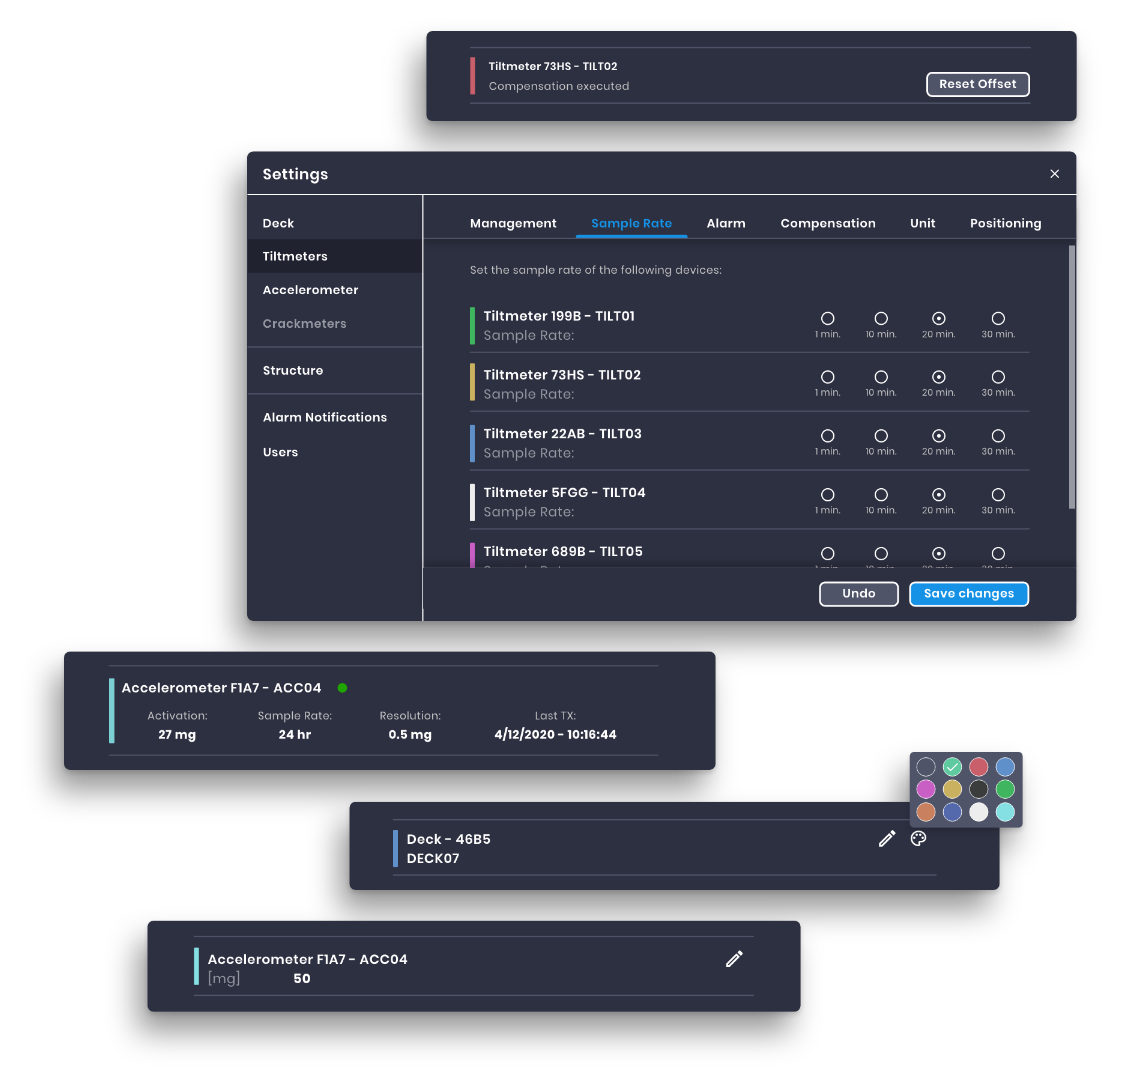 Tiltmeter 73HS - TILT02
Compensation executed
Reset Offset
Settings
Deck
Tiltmeters
Accelerometer
Crackmeters
Structure
Alarm Notifications
Users
Management Sample Rate Alarm Compensation Unit Positioning
Set the sample rate of the following devices:
Tiltmeter 199B - TILT01
Sample Rate:
1 min. 10 min. 20 min. 30 min.
Tiltmeter 73HS - TILT02
Sample Rate:
1 min. 10 min. 20 min. 30 min.
Tiltmeter 22AB - TILT03
Sample Rate:
1 min. 10 min. 20 min. 30 min.
Tiltmeter 5FGG - TILT04
Sample Rate:
1 min. 10 min. 20 min. 30 min.
Tiltmeter 689B - TILT05
Undo Save changes
Accelerometer F1A7 - ACC04
Activation: Sample Rate: Resolution: Last TX:
27 mg 24 hr 0.5 mg 4/12/2020 - 10:16:44
Deck - 46B5
DECK07
Accelerometer F1A7 - ACC04
[mg] 50